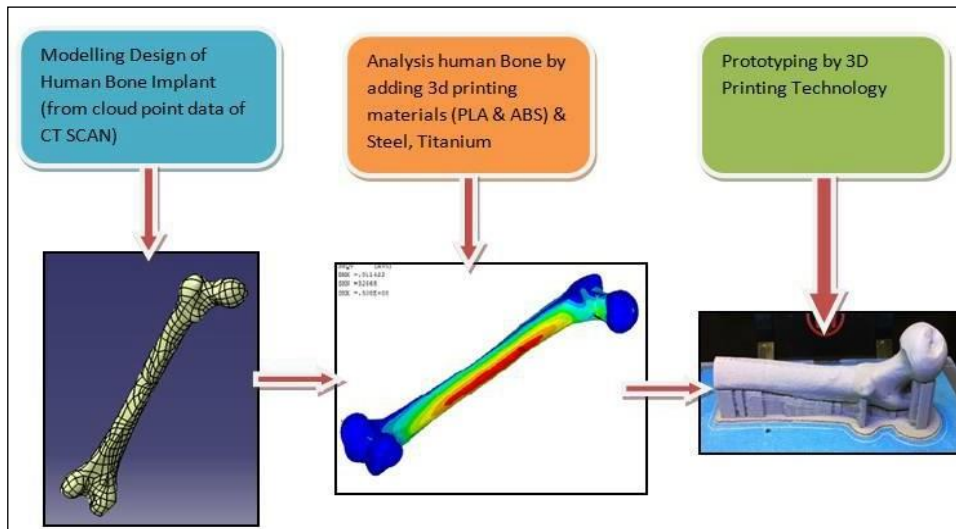 Modelling Design of
Human Bone Implant
(from cloud point data of
CT SCAN)
Analysis human Bone by
adding 3d printing
materials (PLA & ABS) &
Steel, Titanium
Prototyping by 3D
Printing Technology